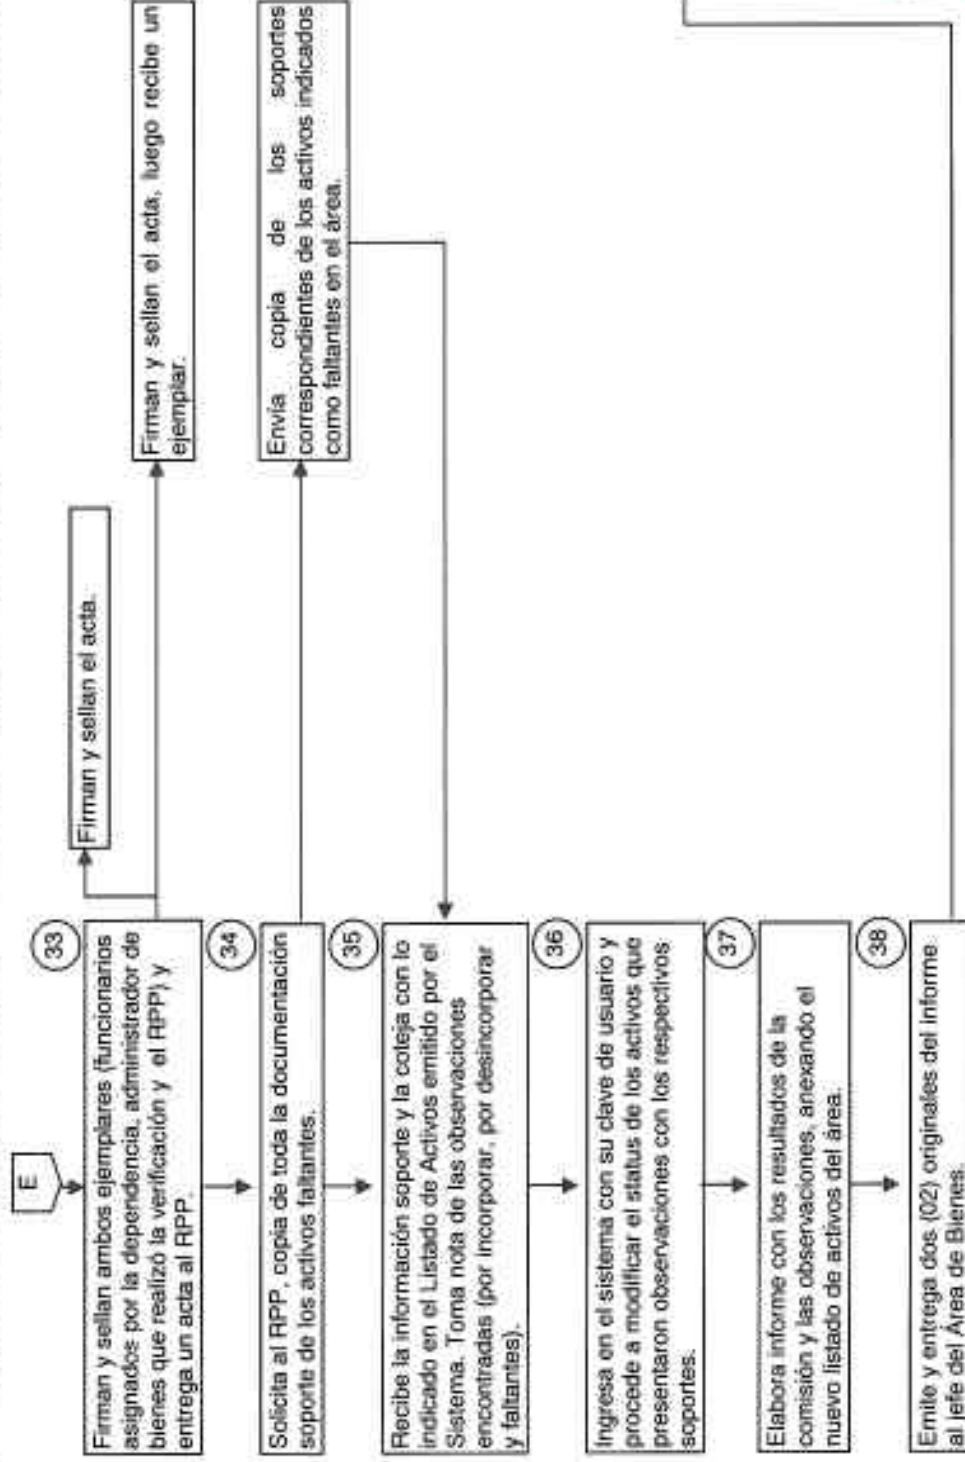 E
33
Firman y sellan ambos ejemplares (funcionarios
asignados por la dependencia, administrador de
bienes que realizó la verificación y el RPP) y
entrega un acta al RPP.
Firman y sellan el acta.
Firman y sellan el acta, luego recibe un
ejemplar.
34
Solicita al RPP, copia de toda la documentación
soporte de los activos faltantes.
Envía copia de los soportes
correspondientes de los activos indicados
como faltantes en el área.
35
Recibe la información soporte y la coteja con lo
indicado en el Listado de Activos emitido por el
Sistema. Toma nota de las observaciones
encontradas (por incorporar, por desincorporar
y faltantes).
36
Ingresa en el sistema con su clave de usuario y
procede a modificar el status de los activos que
presentaron observaciones con los respectivos
soportes.
37
Elabora informe con los resultados de la
comisión y las observaciones, anexando el
nuevo listado de activos del área.
38
Emite y entrega dos (02) originales del informe
al jefe del Área de Bienes.